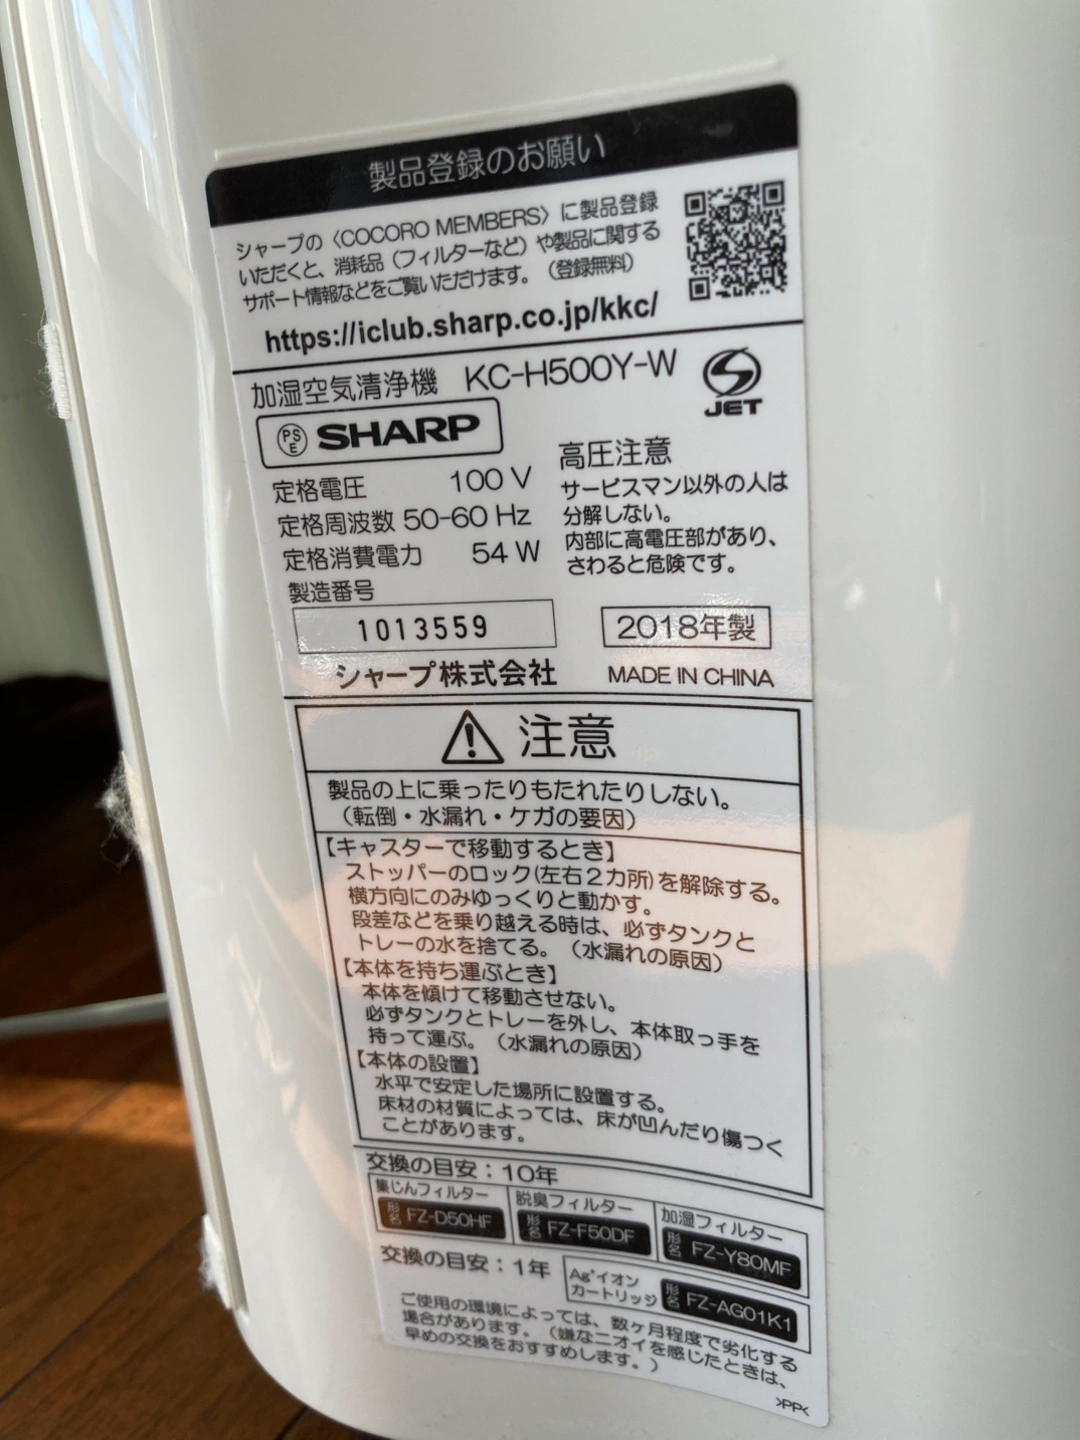 製品登録のお願い
シャープの〈COCORO MEMBERS〉に製品登録
いただくと、消耗品（フィルターなど）や製品に関する
サポート情報などをご覧いただけます。（登録無料）
https://iclub.sharp.co.jp/kkc/
加湿空気清浄機 KC-H500Y-W
JET
PSE SHARP
定格電圧 100 V
定格周波数 50-60 Hz
定格消費電力 54 W
製造番号
1013559
シャープ株式会社
高圧注意
サービスマン以外の人は
分解しない。
内部に高電圧部があり、
さわると危険です。
2018年製
MADE IN CHINA
注意
製品の上に乗ったりもたれたりしない。
（転倒・水漏れ・ケガの要因）
【キャスターで移動するとき】
ストッパーのロック(左右2カ所)を解除する。
横方向にのみゆっくりと動かす。
段差などを乗り越える時は、必ずタンクと
トレーの水を捨てる。（水漏れの原因）
【本体を持ち運ぶとき】
本体を傾けて移動させない。
必ずタンクとトレーを外し、本体取っ手を
持って運ぶ。（水漏れの原因）
【本体の設置】
水平で安定した場所に設置する。
床材の材質によっては、床が凹んだり傷つく
ことがあります。
交換の目安：10年
集じんフィルター
形名 FZ-D50HF
脱臭フィルター
形名 FZ-F50DF
加湿フィルター
形名 FZ-Y80MF
交換の目安：1年
Ag⁺イオン
カートリッジ
形名 FZ-AG01K1
ご使用の環境によっては、数ヶ月程度で劣化する
場合があります。（嫌なニオイを感じたときは、
早めの交換をおすすめします。）
>PP<